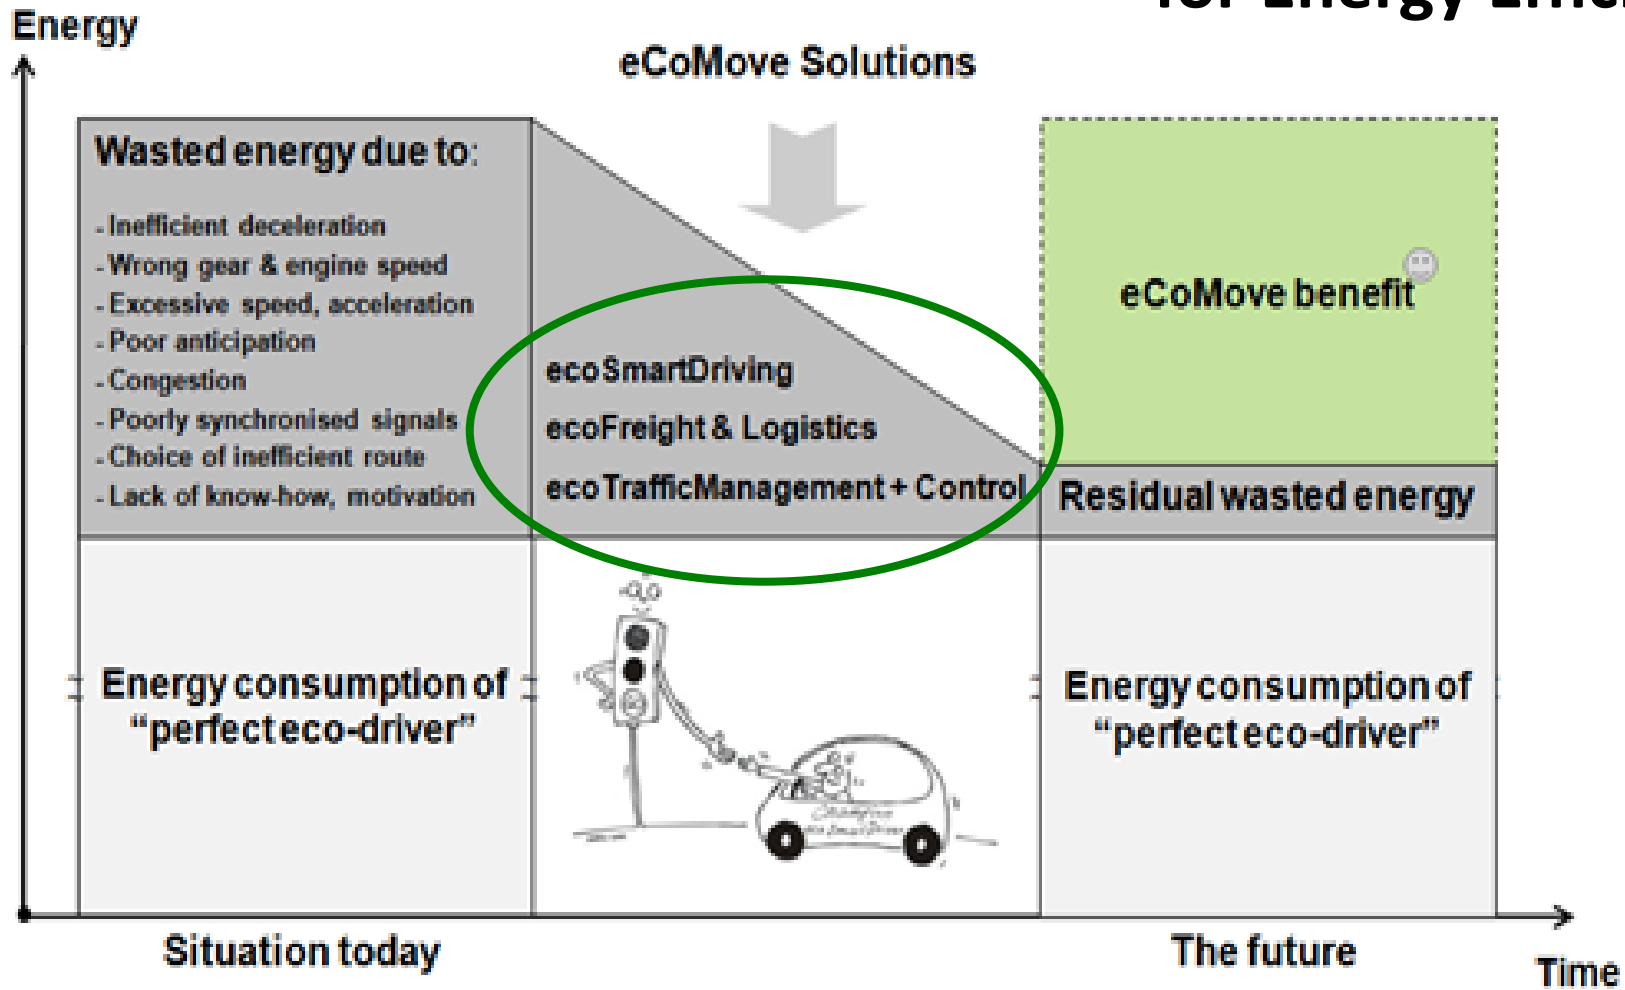 for Energy Effici
Energy
eCoMove Solutions
Wasted energy due to:
- Inefficient deceleration
- Wrong gear & engine speed
- Excessive speed, acceleration
- Poor anticipation
- Congestion
- Poorly synchronised signals
- Choice of inefficient route
- Lack of know-how, motivation
ecoSmartDriving
ecoFreight & Logistics
ecoTrafficManagement + Control
eCoMove benefit
Residual wasted energy
Energy consumption of
“perfect eco-driver”
Energy consumption of
“perfect eco-driver”
Situation today
The future
Time